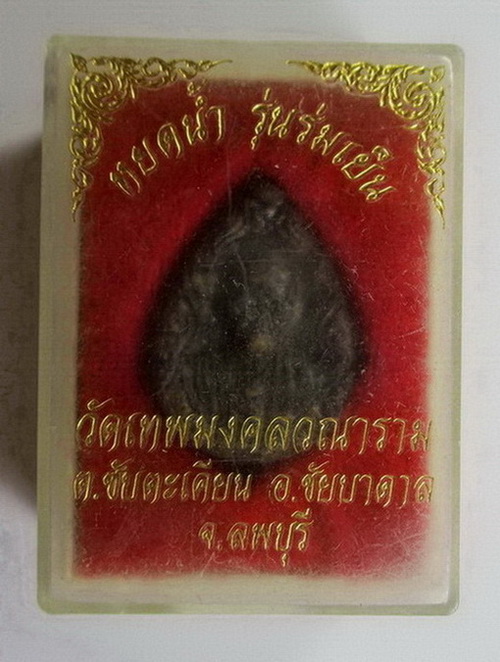 หยดน้ำ รุ่นร่มเย็น
วัดเทพมงคลวณาราม
ต.ซับตะเคียน อ.ชัยบาดาล
จ.ลพบุรี